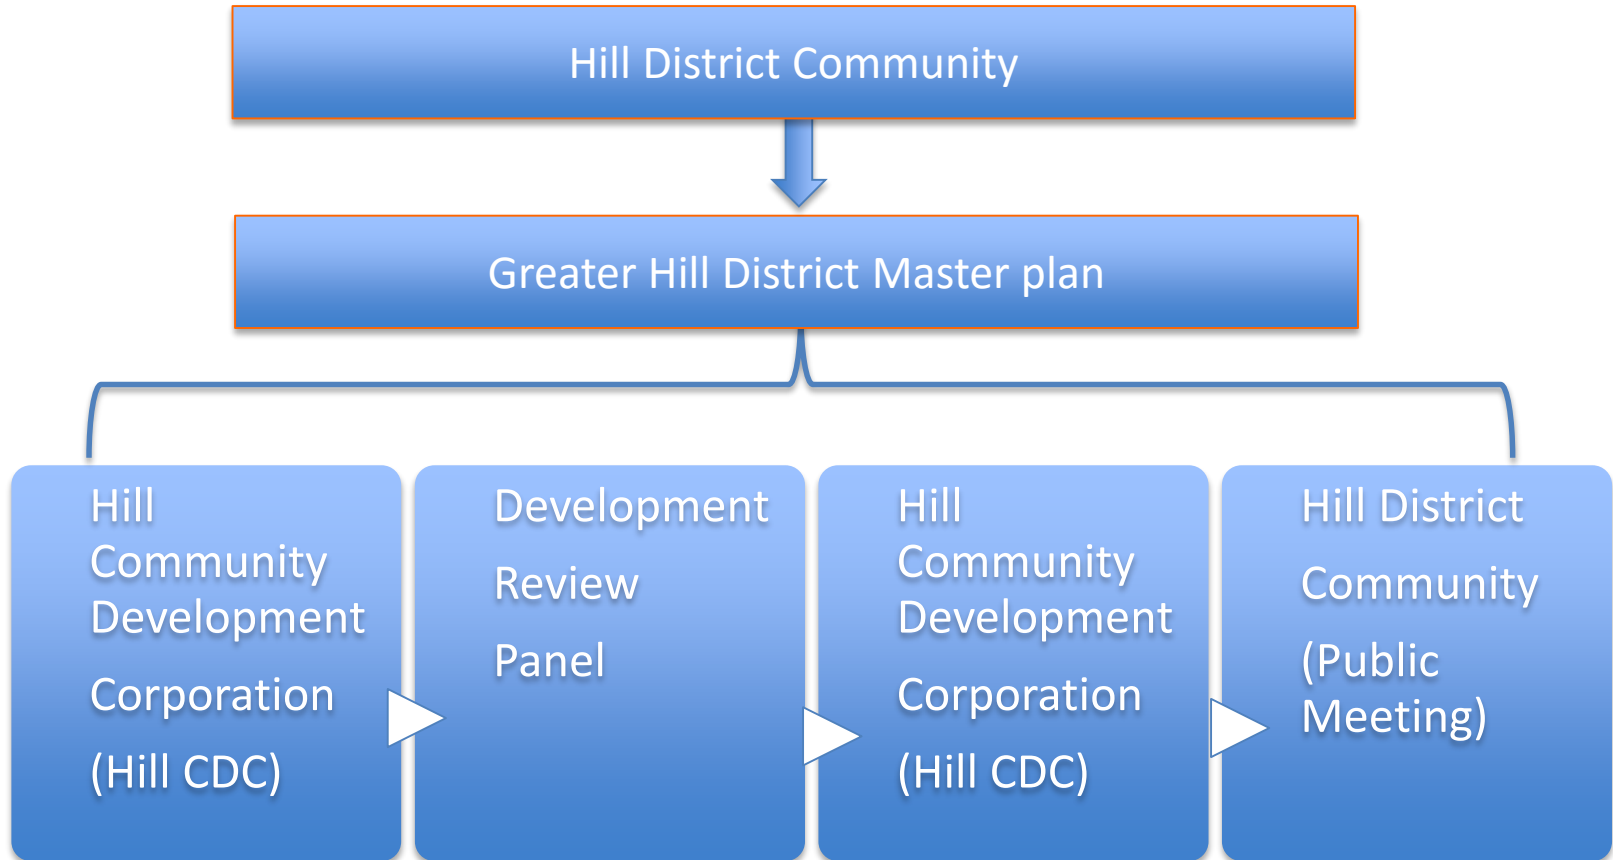 Hill District Community
Greater Hill District Master plan
Hill
Community
Development
Corporation
(Hill CDC)
Development
Review
Panel
Hill
Community
Development
Corporation
(Hill CDC)
Hill District
Community
(Public
Meeting)